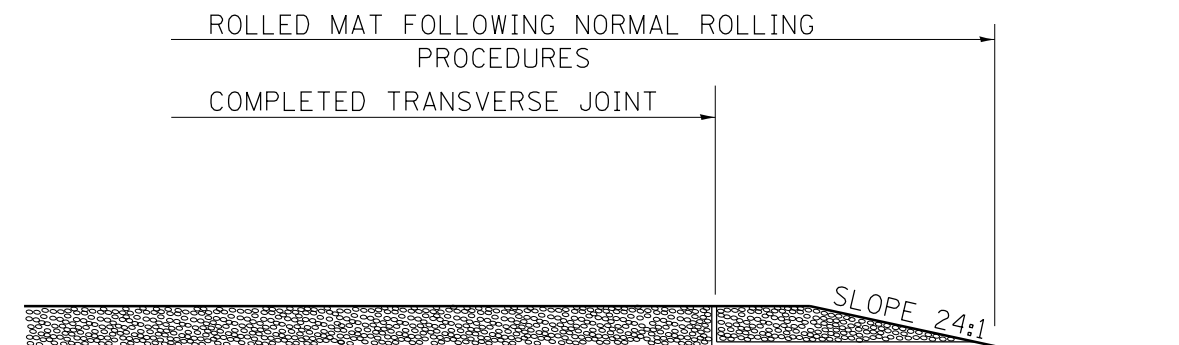 ROLLED MAT FOLLOWING NORMAL ROLLING
PROCEDURES
COMPLETED TRANSVERSE JOINT
SLOPE 24:1